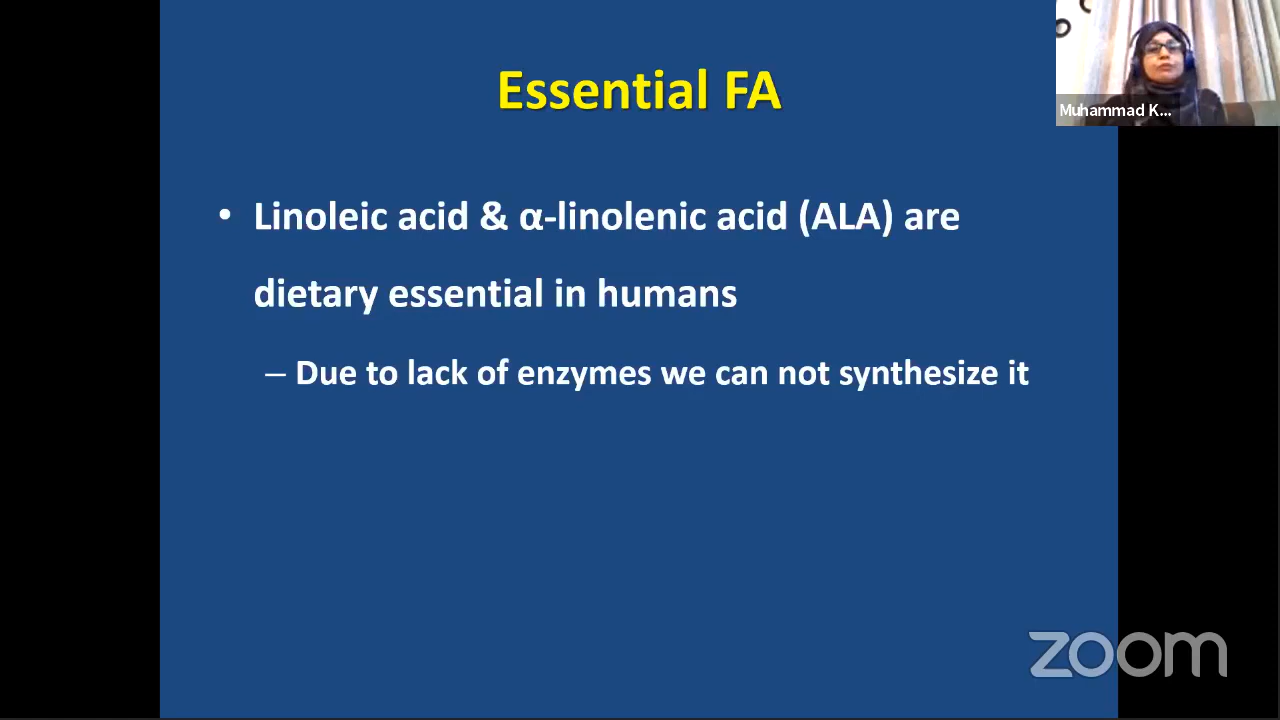 Essential FA
Muhammad K...
• Linoleic acid & α-linolenic acid (ALA) are
dietary essential in humans
– Due to lack of enzymes we can not synthesize it
zoom